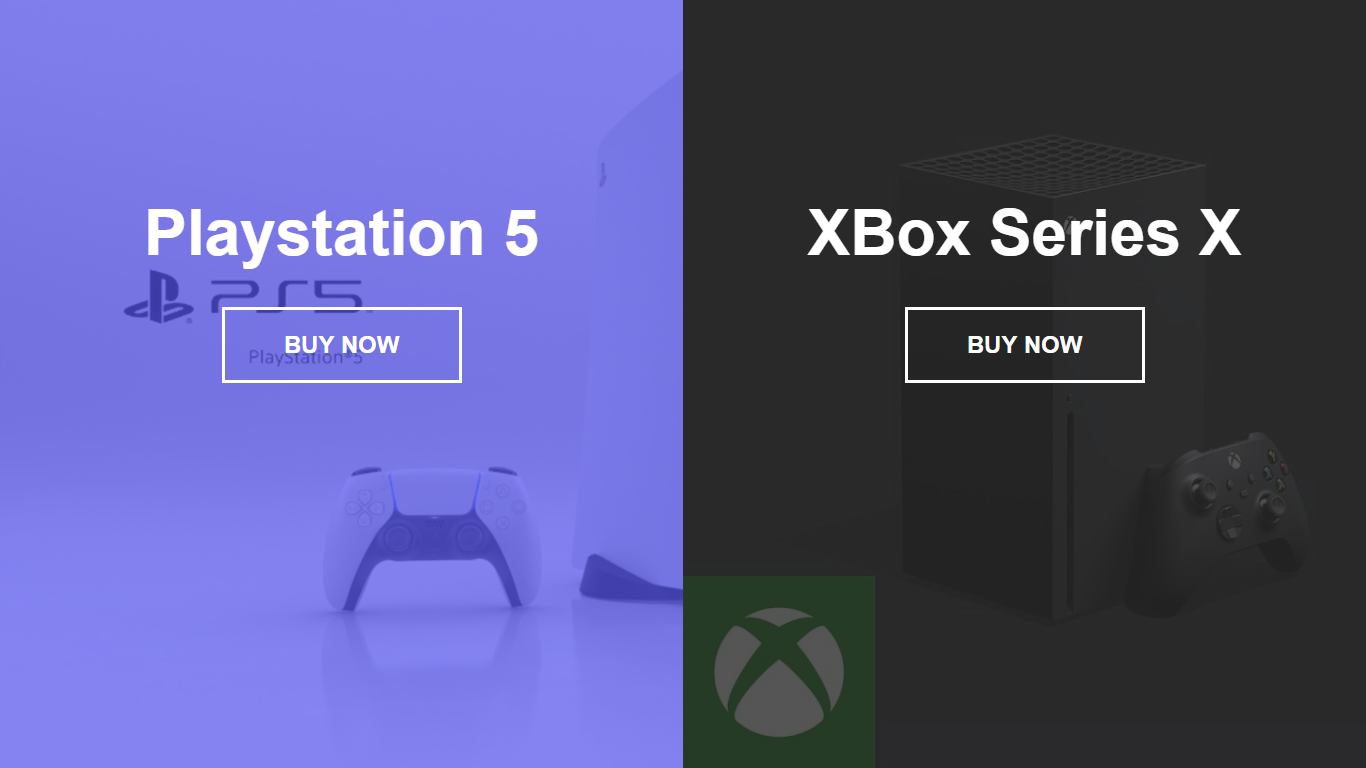 Playstation 5
PS5
PlayStation®5
BUY NOW
XBox Series X
BUY NOW